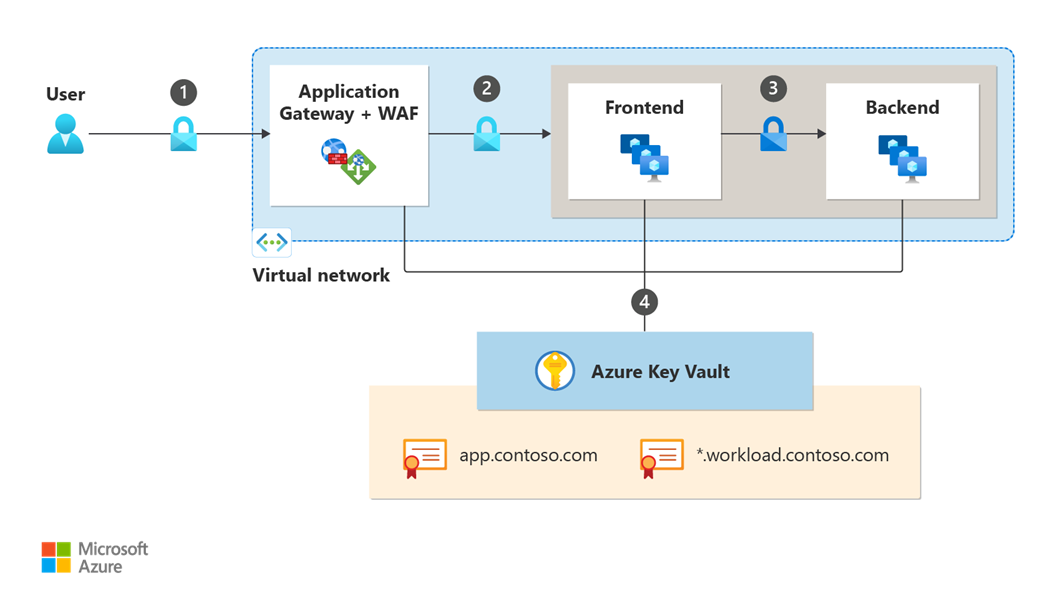 User
1
Application
Gateway + WAF
2
Frontend
3
Backend
Virtual network
4
Azure Key Vault
app.contoso.com
*.workload.contoso.com
Microsoft
Azure